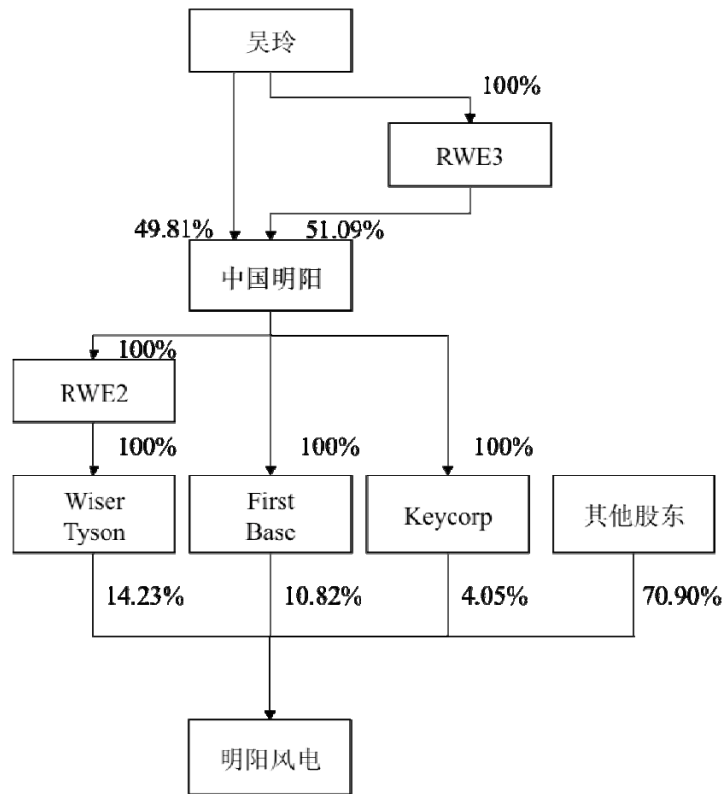 吴玲
100%
RWE3
49.81%
51.09%
中国明阳
100%
RWE2
100%
100%
100%
Wiser
Tyson
First
Base
Keycorp
其他股东
14.23%
10.82%
4.05%
70.90%
明阳风电